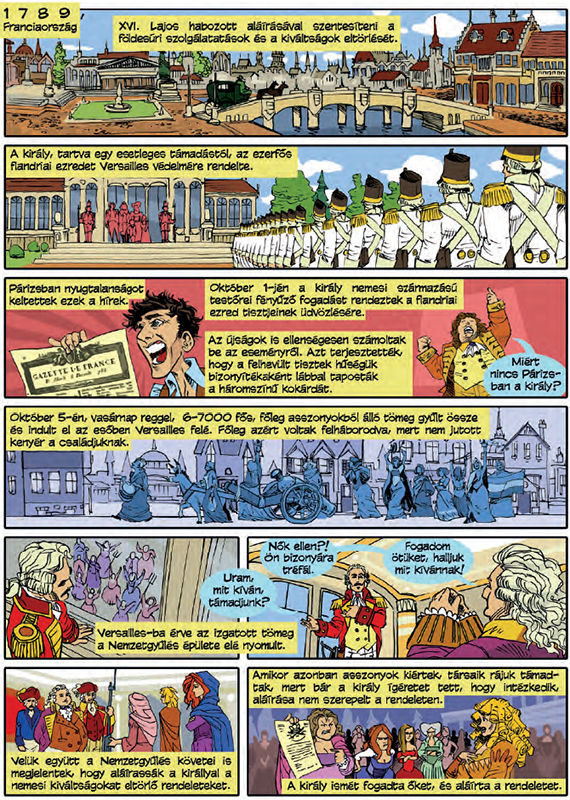 1789,
Franciaország
XVI. Lajos habozott aláírásával szentesíteni a
földesúri szolgálatatások és a kiváltságok eltörlését.
A király, tartva egy esetleges támadástól, az ezerfős
flandriai ezredet Versailles védelmére rendelte.
Párizsban nyugtalanságot
keltettek ezek a hírek.
GAZETTE DE FRANCE
Október 1-jén a király nemesi származású
testőrei fényűző fogadást rendeztek a flandriai
ezred tisztjeinek üdvözlésére.
Az újságok is ellenségesen számoltak
be az eseményről. Azt terjesztették,
hogy a felhevült tisztek hűségük
bizonyítékaként lábbal taposták
a háromszínű kokárdát.
Miért
nincs Párizs-
ban a király?
Október 5-én, vasárnap reggel, 6-7000 fős, főleg asszonyokból álló tömeg gyűlt össze
és indult el az esőben Versailles felé. Főleg azért voltak felháborodva, mert nem jutott
kenyér a családjuknak.
Versailles-ba érve az izgatott tömeg
a Nemzetgyűlés épülete elé nyomult.
Uram,
mit kíván,
támadjunk?
Nők ellen?!
Ön bizonyára
tréfál.
Fogadom
őtüket, halljuk
mit kívánnak!
Velük együtt a Nemzetgyűlés követei is
megjelentek, hogy aláírassák a királlyal a
nemesi kiváltságokat eltörlő rendeleteket.
Amikor azonban asszonyok kiértek, társaik rájuk támad-
tak, mert bár a király ígéretet tett, hogy intézkedik,
aláírása nem szerepelt a rendeleten.
A király ismét fogadta őket, és aláírta a rendeletet.